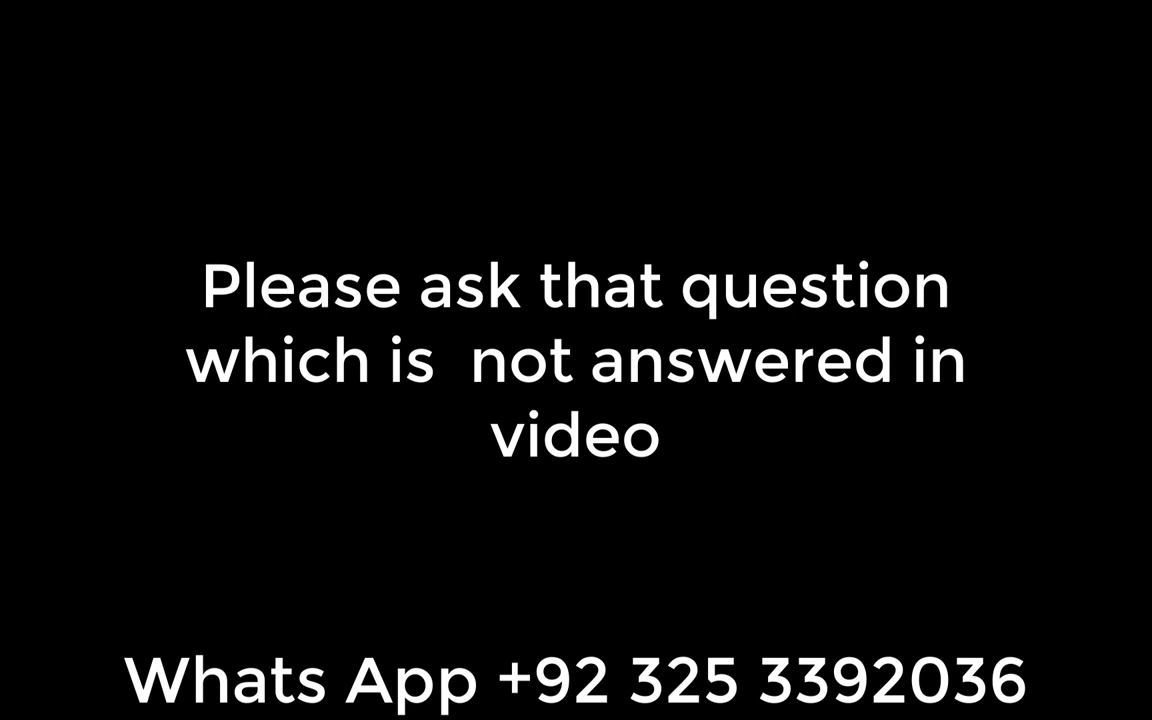 Please ask that question
which is  not answered in
video
Whats App +92 325 3392036